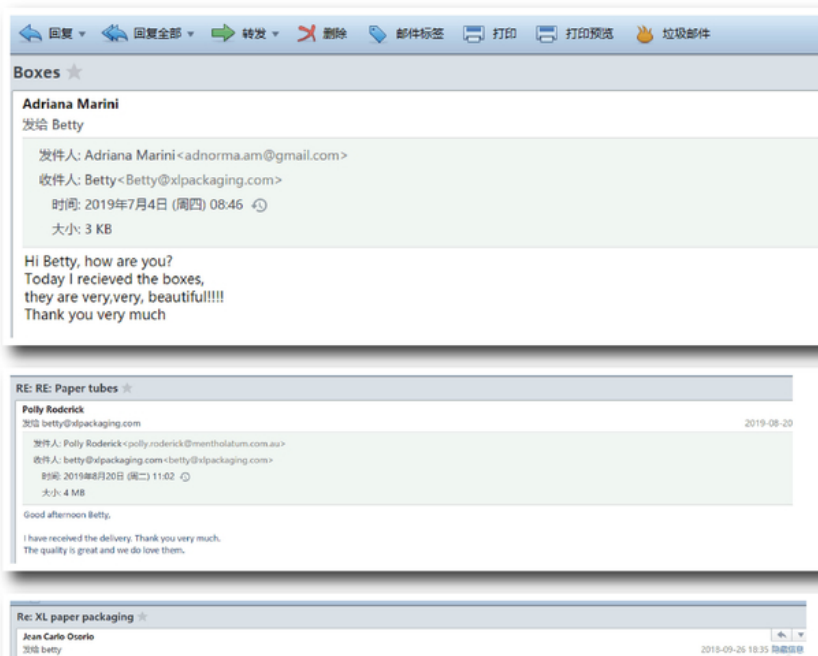 回复 回复全部 转发 删除 邮件标签 打印 打印预览 垃圾邮件
Boxes
Adriana Marini
发给 Betty
发件人: Adriana Marini<adnorma.am@gmail.com>
收件人: Betty<Betty@xlpackaging.com>
时间: 2019年7月4日 (周四) 08:46
大小: 3 KB
Hi Betty, how are you?
Today I recieved the boxes,
they are very,very, beautiful!!!!
Thank you very much
RE: RE: Paper tubes
Polly Roderick
发给 betty@xlpackaging.com 2019-08-20
发件人: Polly Roderick<polly.roderick@mentholatum.com.au>
收件人: betty@xlpackaging.com<betty@xlpackaging.com>
时间: 2019年8月20日 (周二) 11:02
大小: 4 MB
Good afternoon Betty,
I have received the delivery. Thank you very much.
The quality is great and we do love them.
Re: XL paper packaging
Jean Carlo Osorio
发给 betty 2018-09-26 18:35 隐藏信息